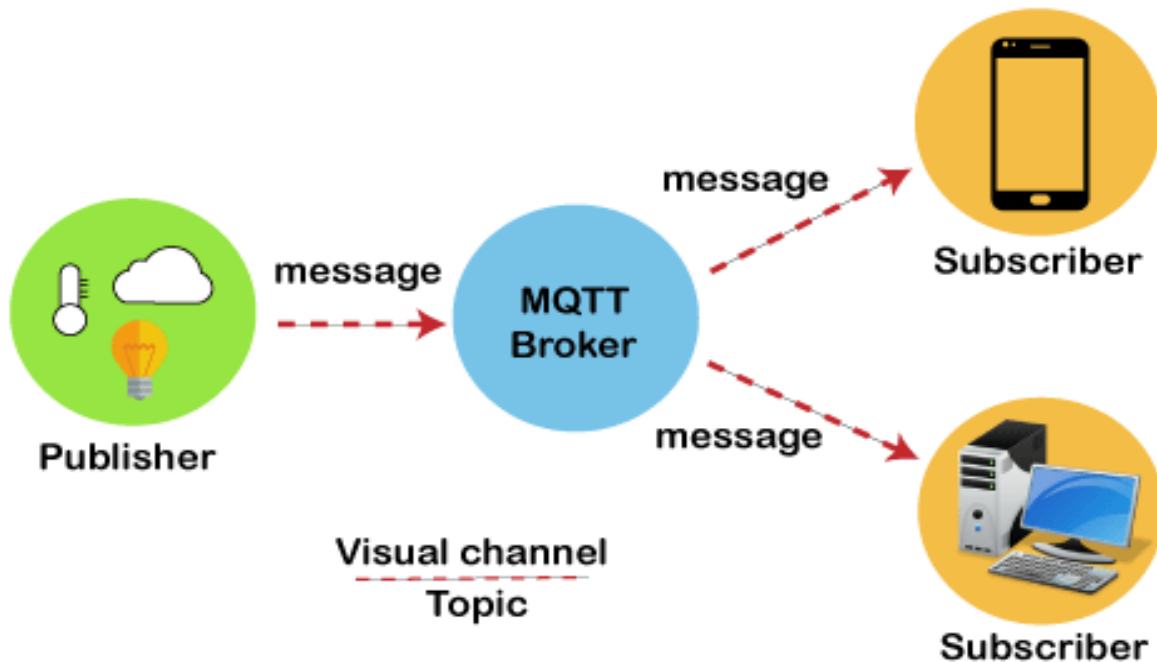 message
Subscriber
message
MQTT
Broker
Publisher
message
Visual channel
Topic
Subscriber